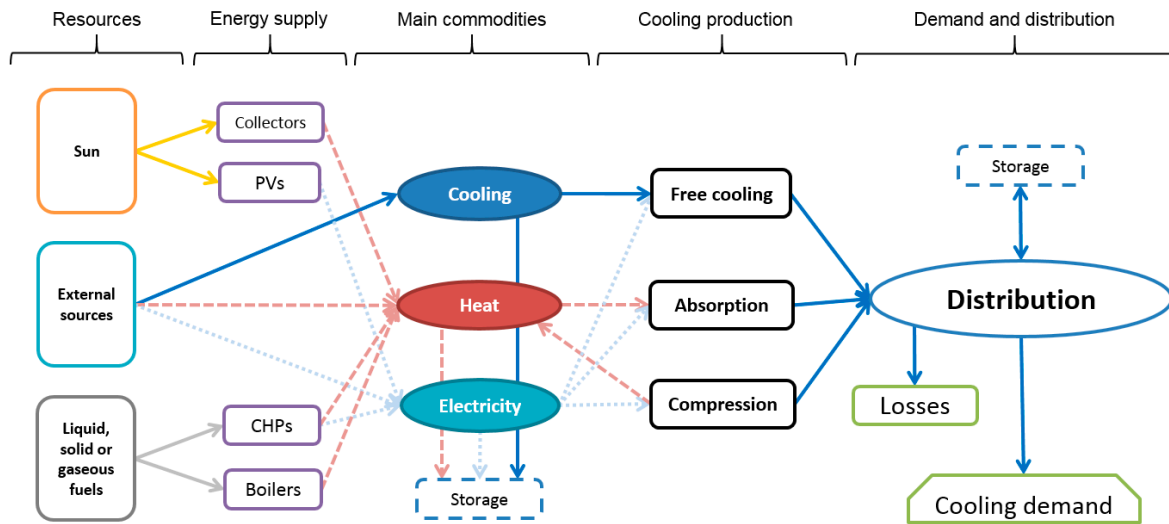 Resources
Energy supply
Main commodities
Cooling production
Demand and distribution
Sun
External
sources
Liquid,
solid or
gaseous
fuels
Collectors
PVs
CHPs
Boilers
Cooling
Heat
Electricity
Storage
Free cooling
Absorption
Compression
Storage
Distribution
Losses
Cooling demand